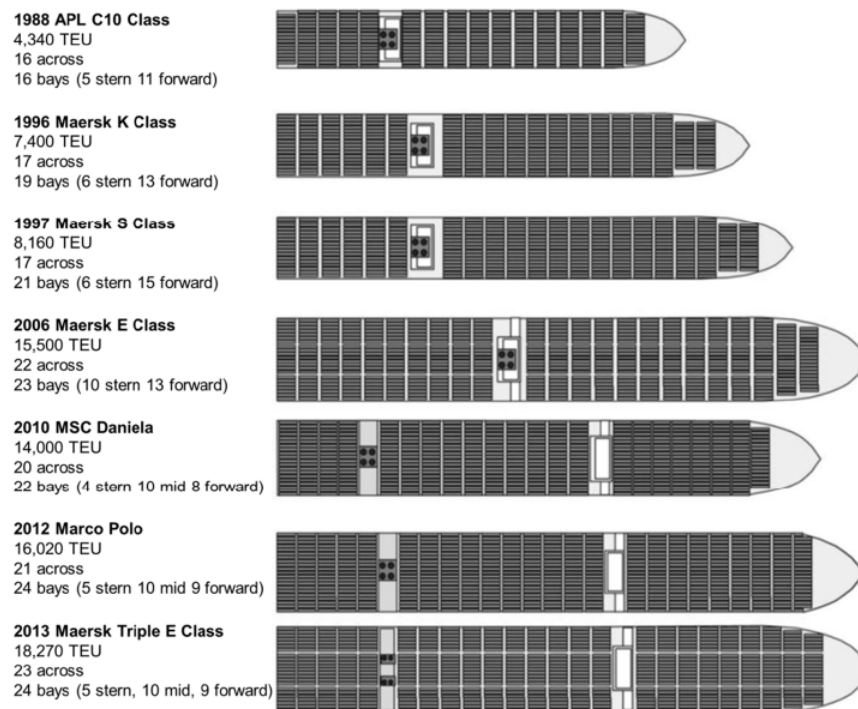 1988 APL C10 Class
4,340 TEU
16 across
16 bays (5 stern 11 forward)
1996 Maersk K Class
7,400 TEU
17 across
19 bays (6 stern 13 forward)
1997 Maersk S Class
8,160 TEU
17 across
21 bays (6 stern 15 forward)
2006 Maersk E Class
15,500 TEU
22 across
23 bays (10 stern 13 forward)
2010 MSC Daniela
14,000 TEU
20 across
22 bays (4 stern 10 mid 8 forward)
2012 Marco Polo
16,020 TEU
21 across
24 bays (5 stern 10 mid 9 forward)
2013 Maersk Triple E Class
18,270 TEU
23 across
24 bays (5 stern, 10 mid, 9 forward)